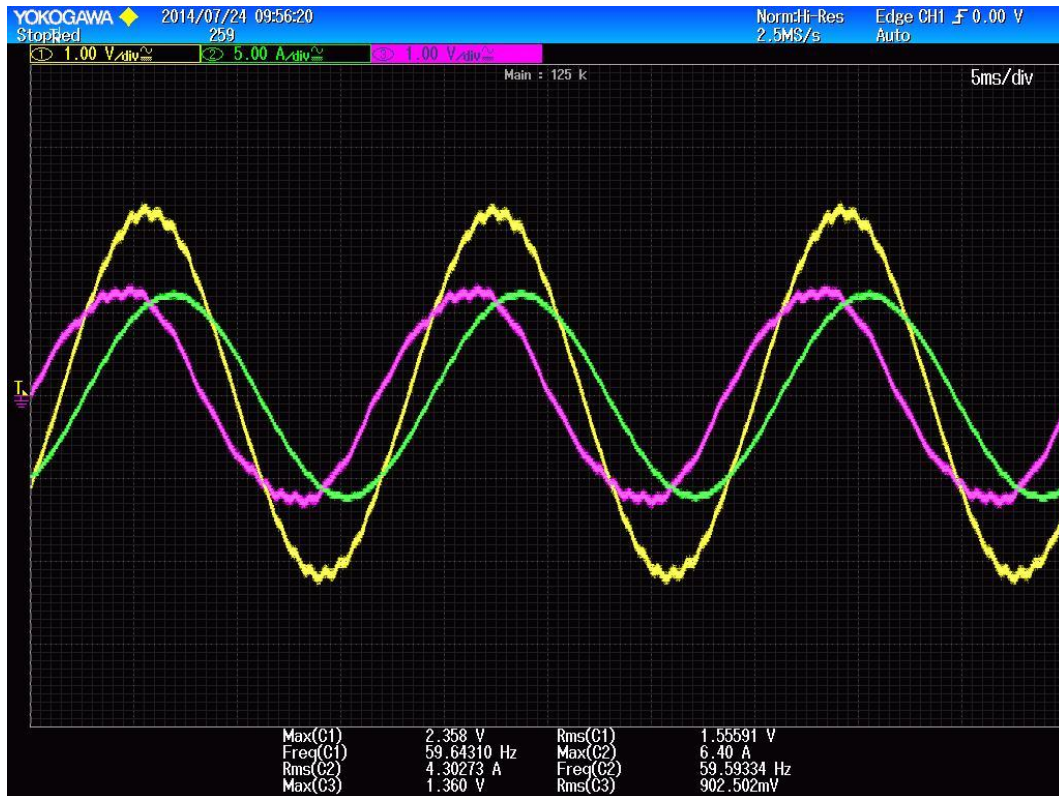 YOKOGAWA 2014/07/24 09:56:20 Norm:Hi-Res Edge CH1 0.00 V
Stopped 259 2.5MS/s Auto
1 1.00 V/div 2 5.00 A/div 3 1.00 V/div
Main : 125 k
5ms/div
T
Max(C1) 2.358 V Rms(C1) 1.55591 V
Freq(C1) 59.64310 Hz Max(C2) 6.40 A
Rms(C2) 4.30273 A Freq(C2) 59.59334 Hz
Max(C3) 1.360 V Rms(C3) 902.502mV